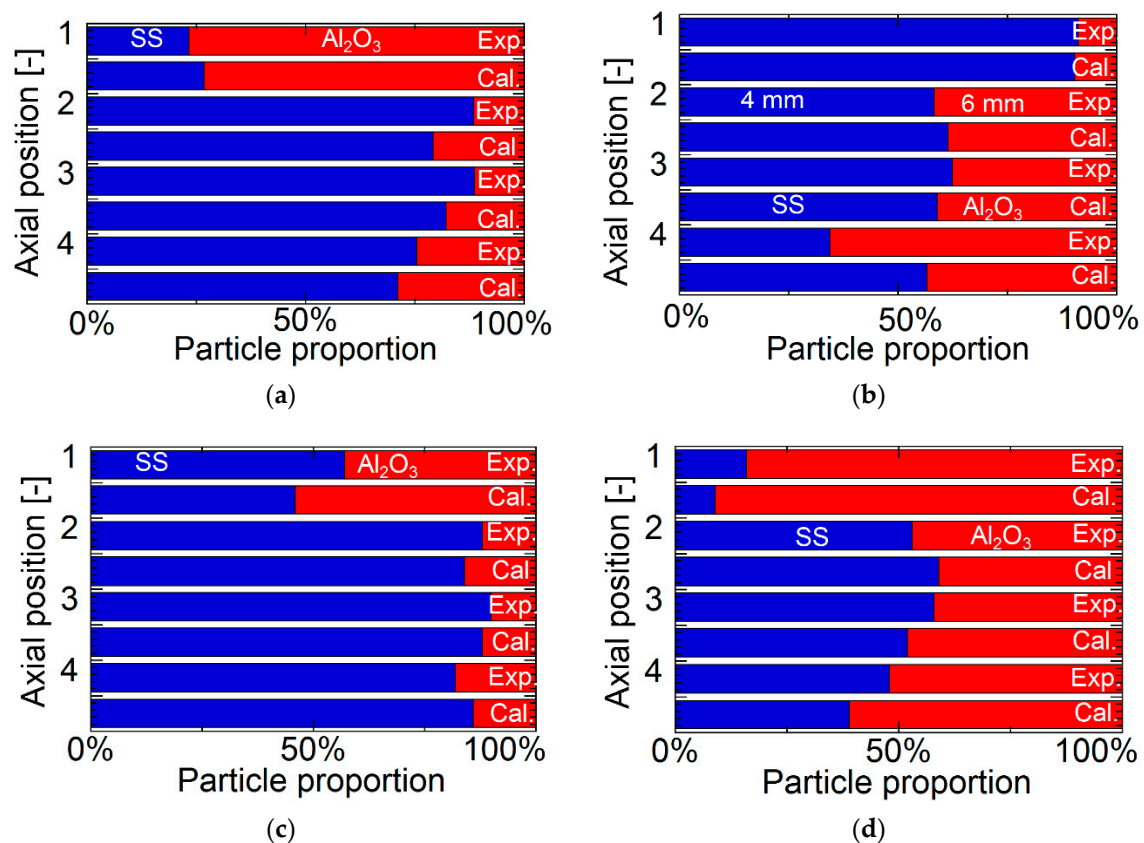 1 SS Al₂O₃ Exp.
Cal.
2 Exp.
Cal
3 Exp.
Cal.
4 Exp.
Cal.
Axial position [-]
0% 50% 100%
Particle proportion
(a)
1 Exp.
Cal.
2 4 mm 6 mm Exp.
Cal.
3 Exp.
SS Al₂O₃ Cal.
4 Exp.
Cal.
Axial position [-]
0% 50% 100%
Particle proportion
(b)
1 SS Al₂O₃ Exp.
Cal.
2 Exp.
Cal
3 Exp.
Cal.
4 Exp.
Cal.
Axial position [-]
0% 50% 100%
Particle proportion
(c)
1 Exp.
Cal.
2 SS Al₂O₃ Exp.
Cal
3 Exp.
Cal.
4 Exp.
Cal.
Axial position [-]
0% 50% 100%
Particle proportion
(d)